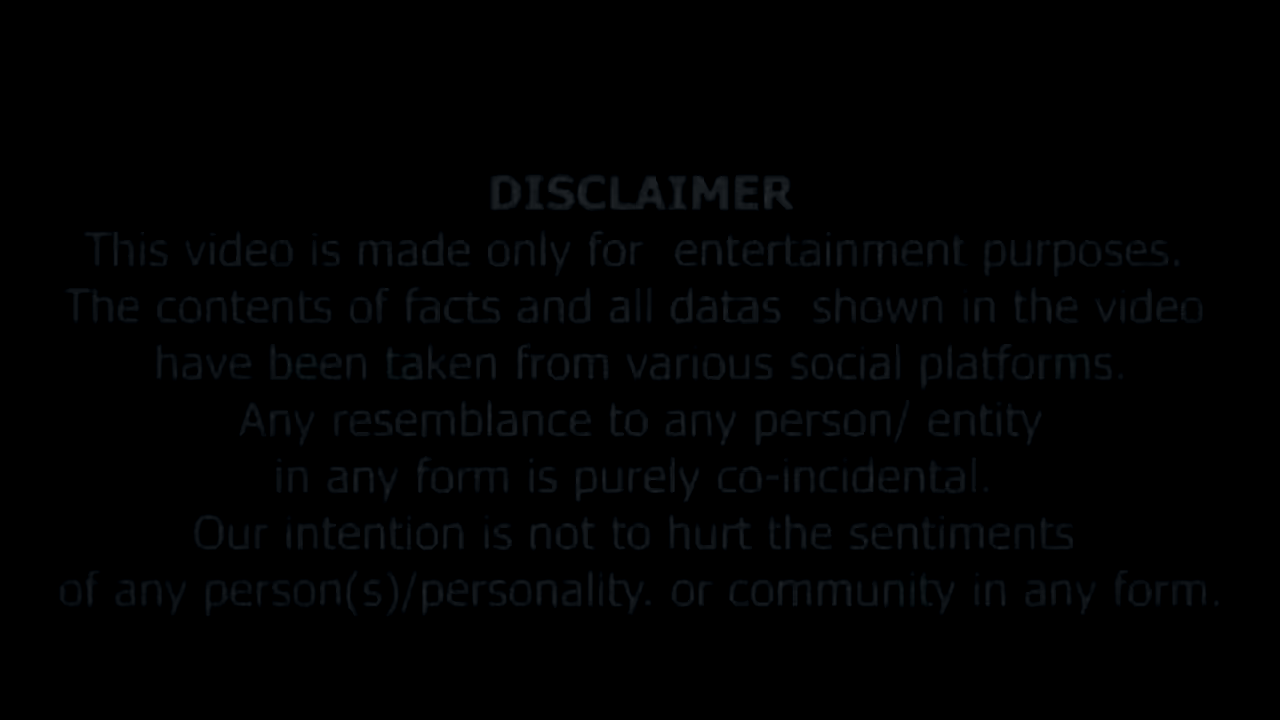 DISCLAIMER
This video is made only for entertainment purposes.
The contents of facts and all datas shown in the video
have been taken from various social platforms.
Any resemblance to any person/ entity
in any form is purely co-incidental.
Our intention is not to hurt the sentiments
of any person(s)/personality. or community in any form.